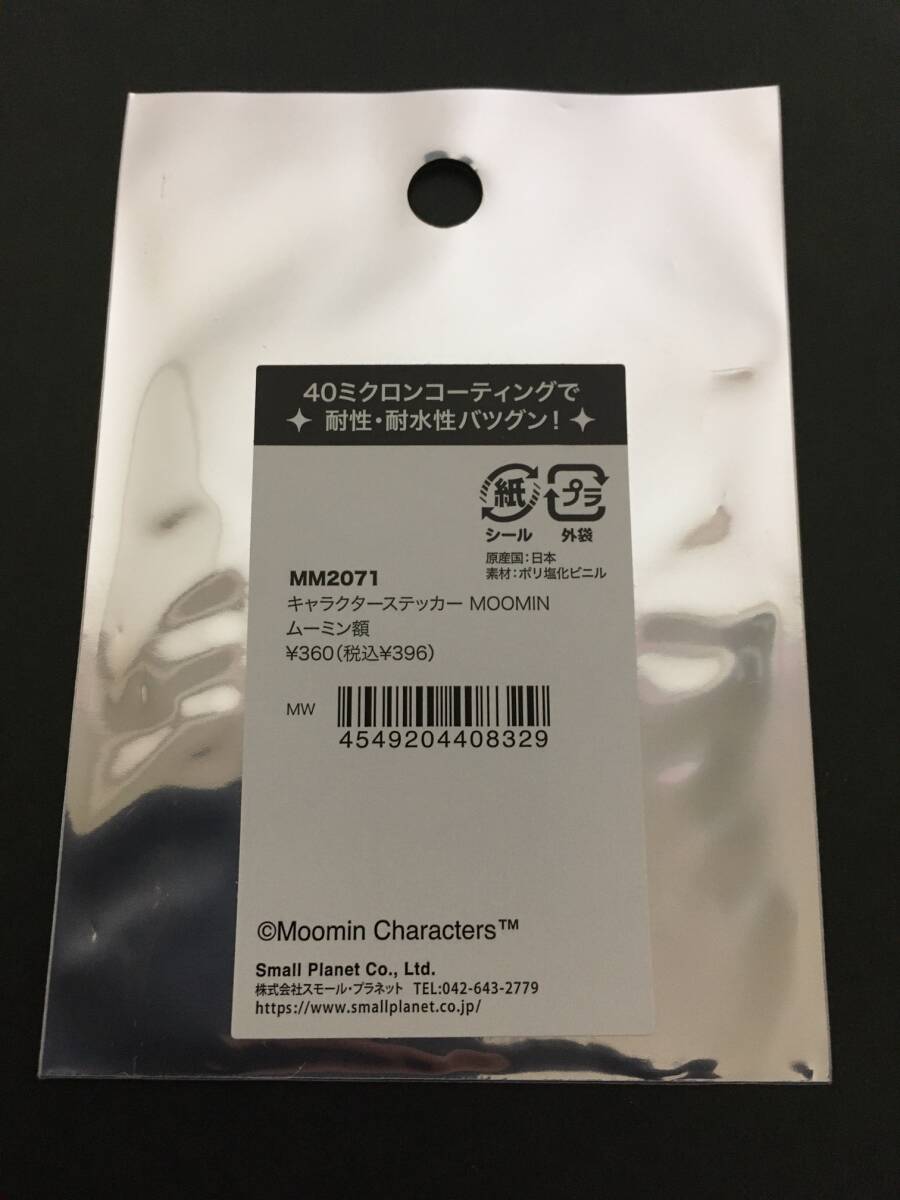 40ミクロンコーティングで
耐性・耐水性バツグン!
紙 プラ
シール 外袋
原産国:日本
素材:ポリ塩化ビニル
MM2071
キャラクターステッカー MOOMIN
ムーミン額
¥360(税込¥396)
MW
4549204408329
©Moomin Characters™
Small Planet Co., Ltd.
株式会社スモール・プラネット TEL:042-643-2779
https://www.smallplanet.co.jp/